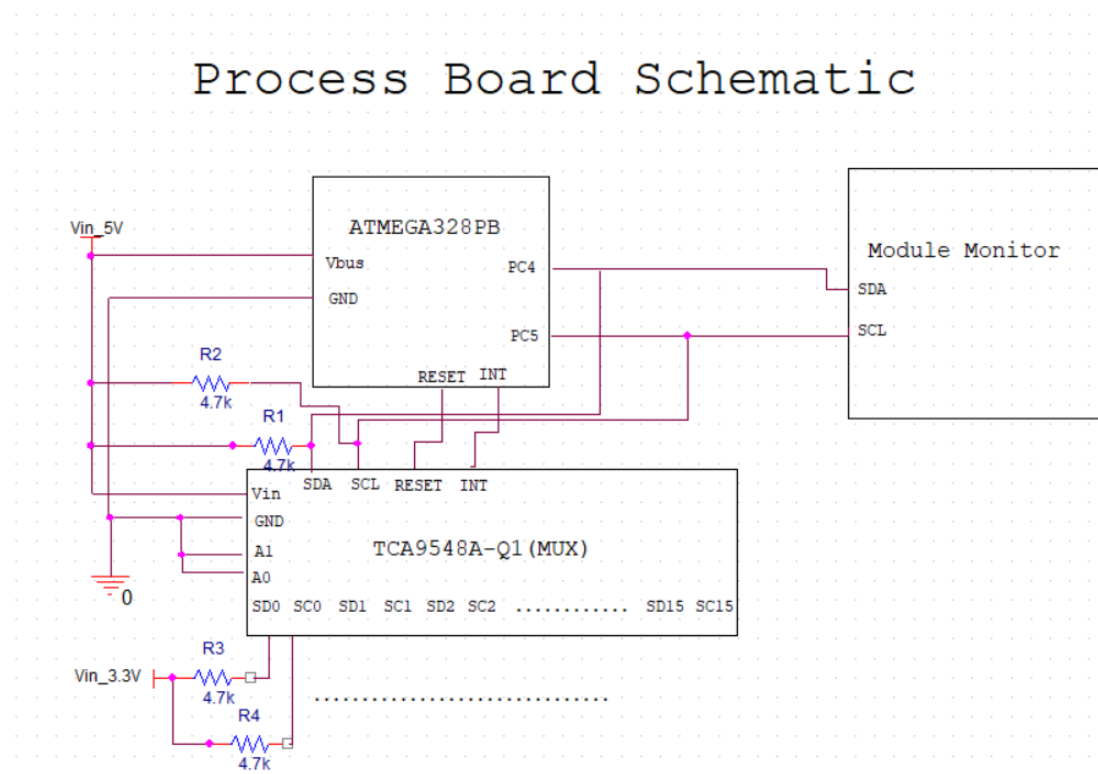 Process Board Schematic
Vin_5V
ATMEGA328PB
Vbus
GND
PC4
PC5
RESET INT
Module Monitor
SDA
SCL
R2
4.7k
R1
4.7k
SDA SCL RESET INT
Vin
GND
A1
A0
TCA9548A-Q1(MUX)
SD0 SC0 SD1 SC1 SD2 SC2 ............ SD15 SC15
0
Vin_3.3V
R3
4.7k
R4
4.7k
..............................